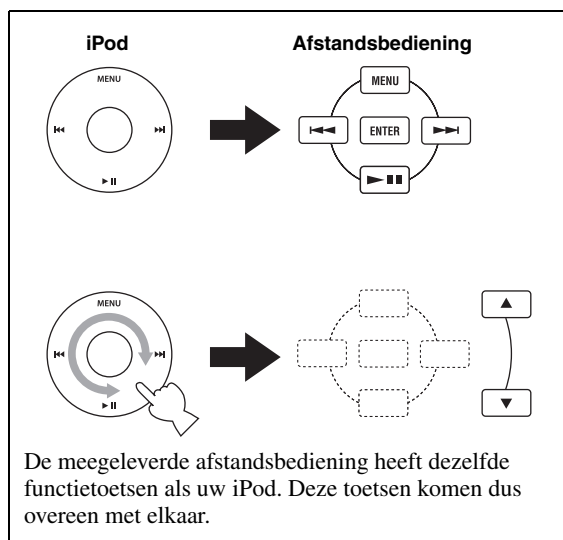 iPod Afstandsbediening
MENU MENU
ENTER
MENU
De meegeleverde afstandsbediening heeft dezelfde
functietoetsen als uw iPod. Deze toetsen komen dus
overeen met elkaar.